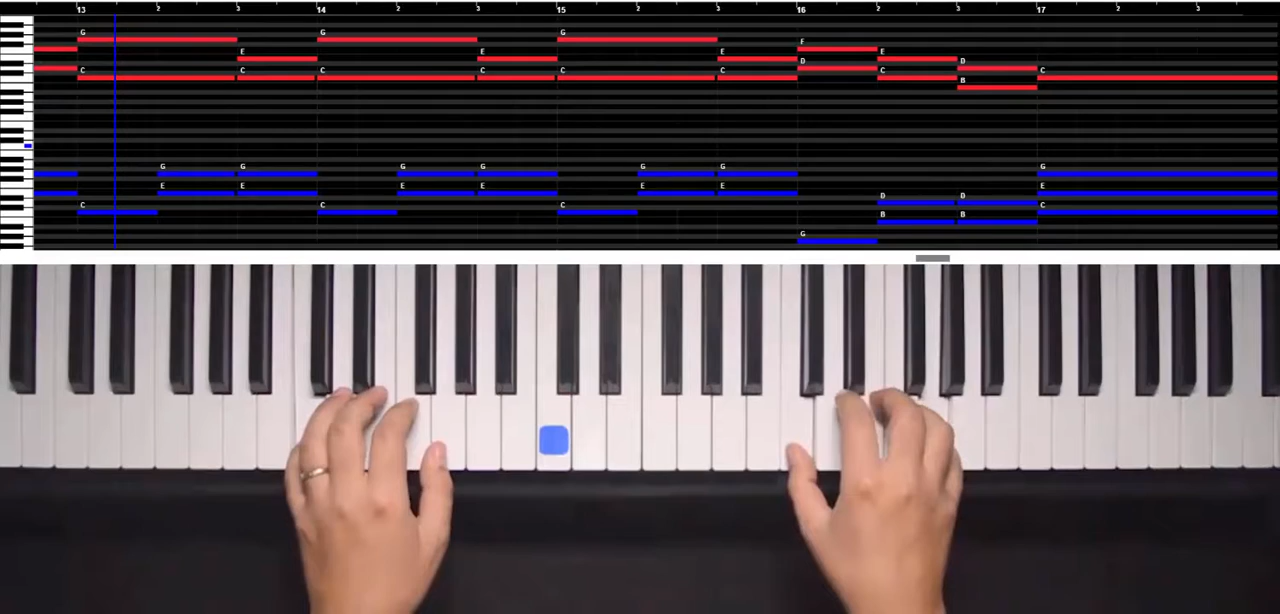 13 2 3 14 2 3 15 2 3 16 2 3 17 2 3
G G G F
E E E E
D D
C C C C C C C C
B
G G G G G G G
E E E E E E E
D D
C C C C
B B
G